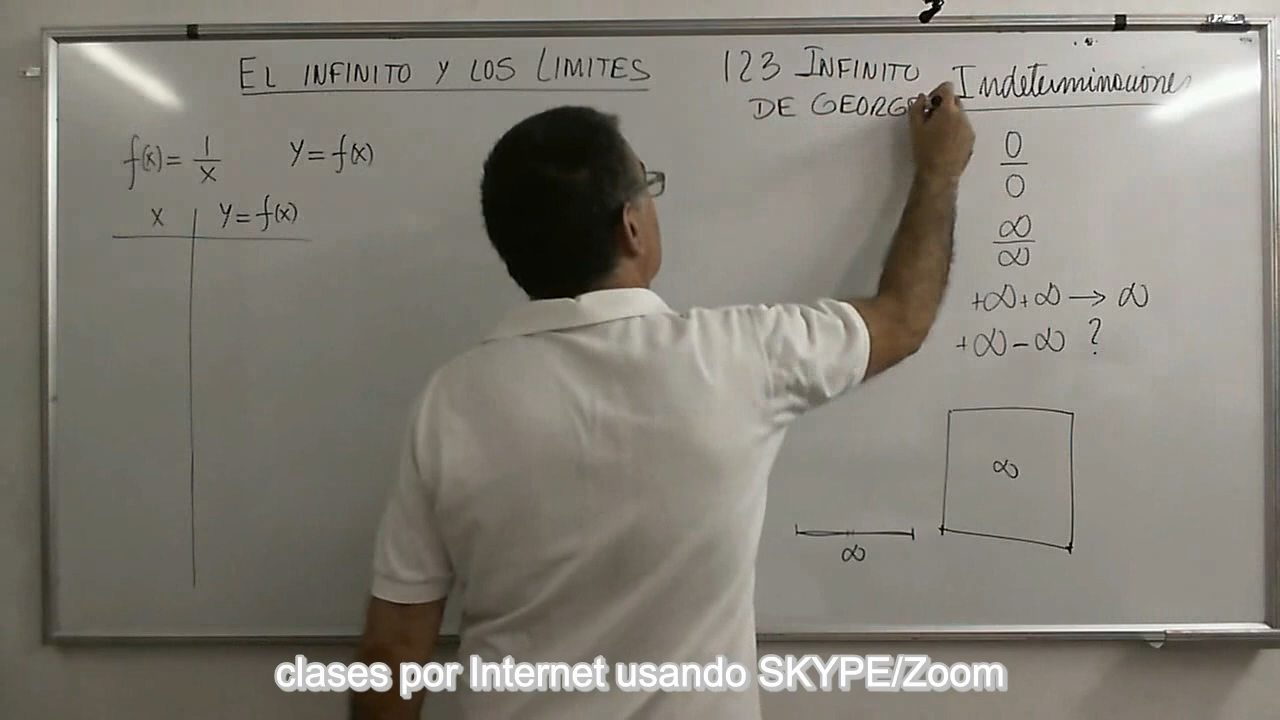 EL INFINITO Y LOS LIMITES
f(x)= 1/x Y=f(x)
X Y=f(x)
123 INFINITO
DE GEORG
Indeterminaciones
0
0
∞
∞
+∞+∞→∞
+∞-∞ ?
∞
∞
clases por Internet usando SKYPE/Zoom